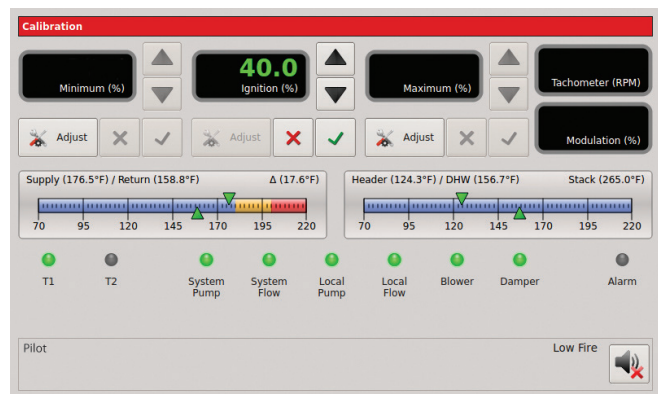 Calibration
Minimum (%)
40.0
Ignition (%)
Maximum (%)
Tachometer (RPM)
Adjust
Adjust
Adjust
Modulation (%)
Supply (176.5°F) / Return (158.8°F) Δ (17.6°F)
Header (124.3°F) / DHW (156.7°F) Stack (265.0°F)
70 95 120 145 170 195 220
70 95 120 145 170 195 220
T1 T2 System Pump System Flow Local Pump Local Flow Blower Damper Alarm
Pilot
Low Fire